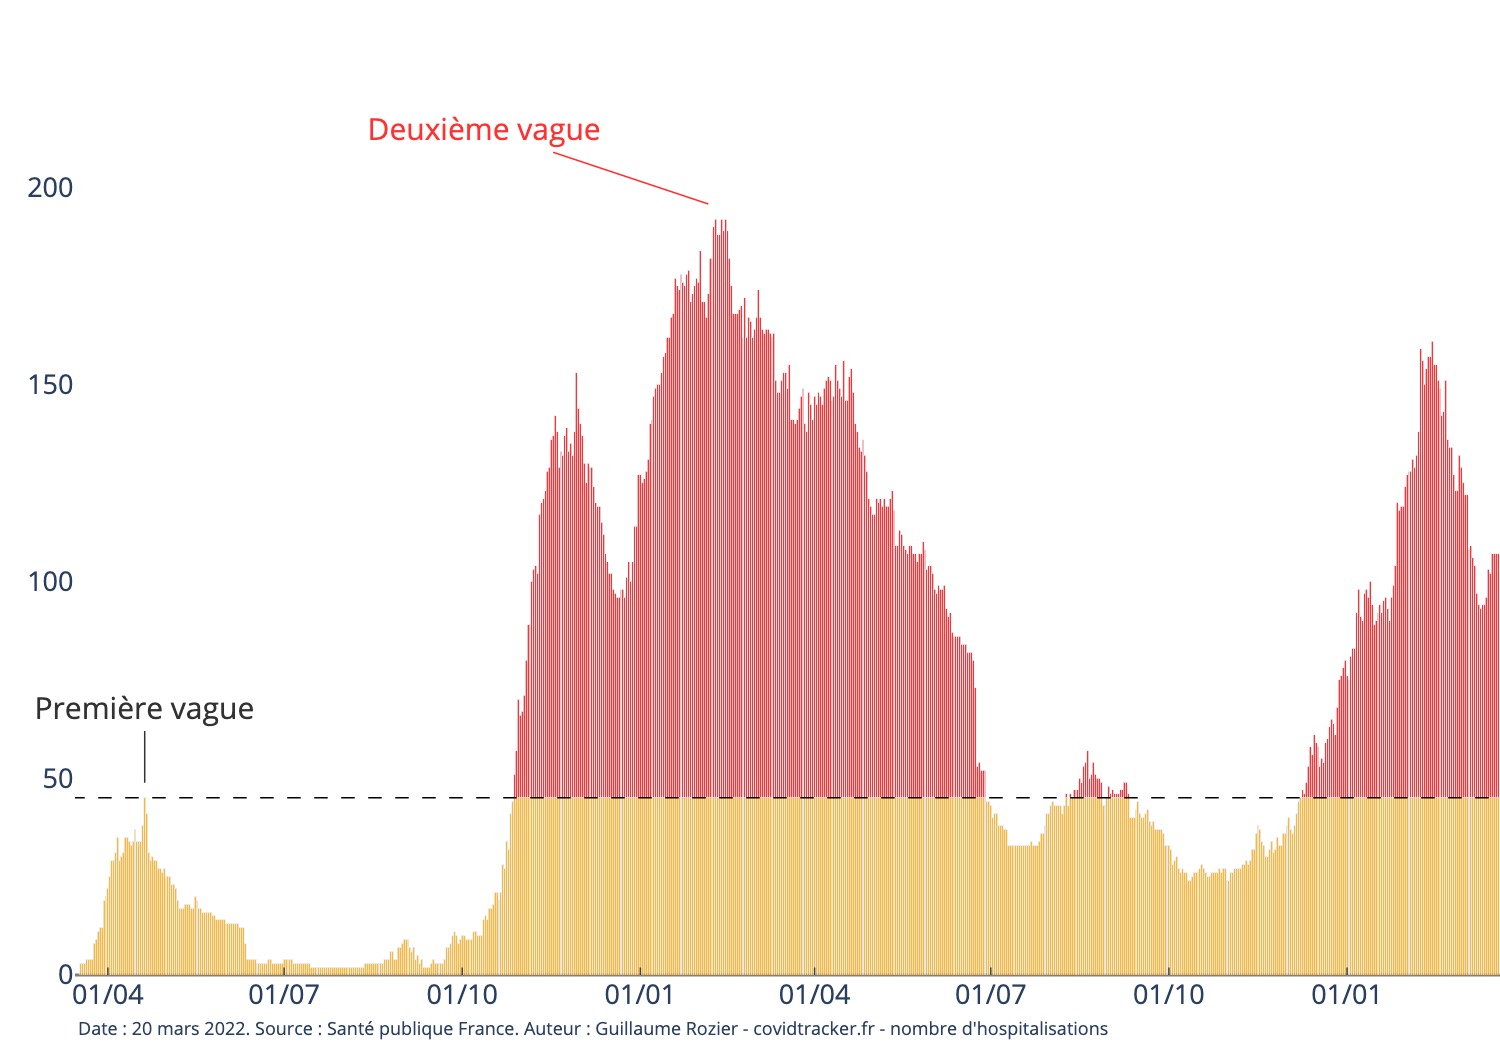 Deuxième vague
200
150
100
Première vague
50
0
01/04 01/07 01/10 01/01 01/04 01/07 01/10 01/01
Date : 20 mars 2022. Source : Santé publique France. Auteur : Guillaume Rozier - covidtracker.fr - nombre d'hospitalisations